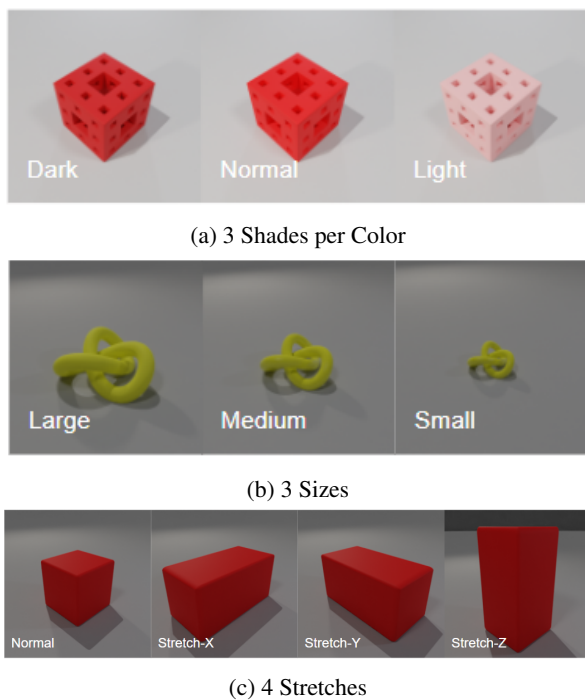 Dark Normal Light
(a) 3 Shades per Color
Large Medium Small
(b) 3 Sizes
Normal Stretch-X Stretch-Y Stretch-Z
(c) 4 Stretches